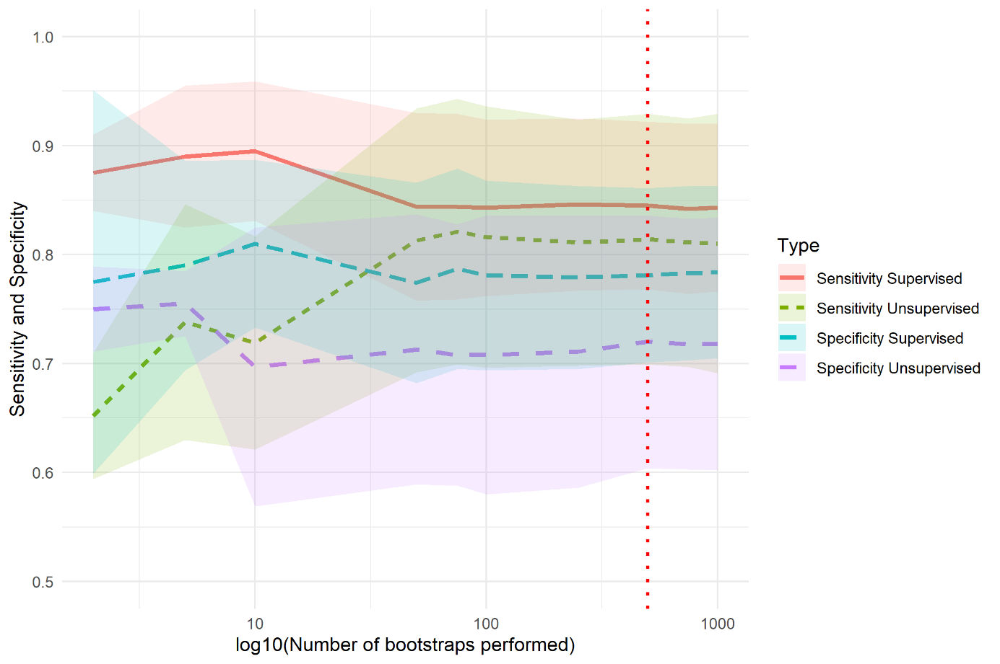 Sensitivity and Specificity
1.0
0.9
0.8
0.7
0.6
0.5
10
100
1000
log10(Number of bootstraps performed)
Type
Sensitivity Supervised
Sensitivity Unsupervised
Specificity Supervised
Specificity Unsupervised